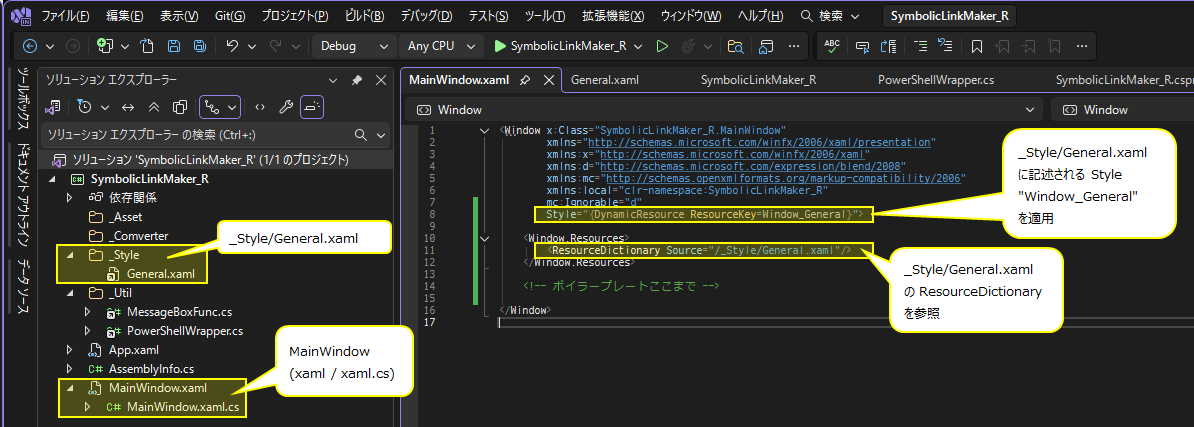 ファイル(F) 編集(E) 表示(V) Git(G) プロジェクト(P) ビルド(B) デバッグ(D) テスト(S) ツール(T) 拡張機能(X) ウィンドウ(W) ヘルプ(H) 検索 SymbolicLinkMaker_R
Debug Any CPU SymbolicLinkMaker_R ABC
ツールボックス
ドキュメント アウトライン
データ ソース
ソリューション エクスプローラー
ソリューション エクスプローラー の検索 (Ctrl+:)
ソリューション 'SymbolicLinkMaker_R' (1/1 のプロジェクト)
SymbolicLinkMaker_R
依存関係
_Asset
_Comverter
_Style
General.xaml
_Util
MessageBoxFunc.cs
PowerShellWrapper.cs
App.xaml
AssemblyInfo.cs
MainWindow.xaml
MainWindow.xaml.cs
_Style/General.xaml
MainWindow
(xaml / xaml.cs)
MainWindow.xaml General.xaml SymbolicLinkMaker_R PowerShellWrapper.cs SymbolicLinkMaker_R.cspr
Window Window
1 <Window x:Class="SymbolicLinkMaker_R.MainWindow"
2 xmlns="http://schemas.microsoft.com/winfx/2006/xaml/presentation"
3 xmlns:x="http://schemas.microsoft.com/winfx/2006/xaml"
4 xmlns:d="http://schemas.microsoft.com/expression/blend/2008"
5 xmlns:mc="http://schemas.openxmlformats.org/markup-compatibility/2006"
6 xmlns:local="clr-namespace:SymbolicLinkMaker_R"
7 mc:Ignorable="d"
8 Style="{DynamicResource ResourceKey=Window_General}">
9
10 <Window.Resources>
11 <ResourceDictionary Source="/_Style/General.xaml"/>
12 </Window.Resources>
13
14 <!-- ボイラープレートここまで -->
15
16 </Window>
17
_Style/General.xaml
に記述される Style
"Window_General"
を適用
_Style/General.xaml
の ResourceDictionary
を参照